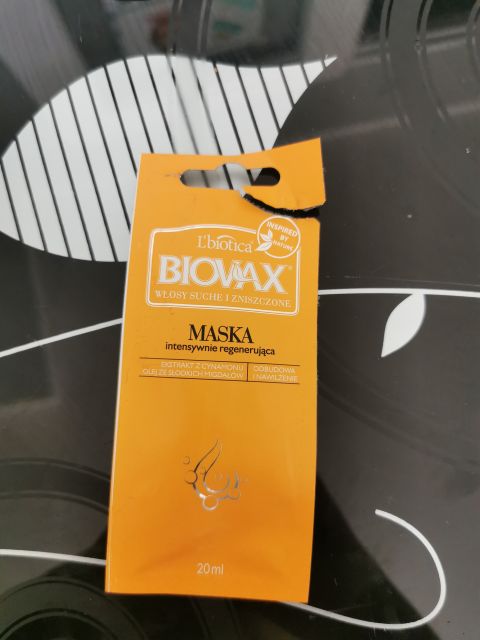 INSPIRED
BY
NATURE
L'biotica
BIOVAX
WŁOSY SUCHE I ZNISZCZONE
MASKA
intensywnie regenerująca
EKSTRAKT Z CYNAMONU
OLEJ ZE SŁODKICH MIGDAŁÓW
ODBUDOWA
I NAWILŻENIE
20ml